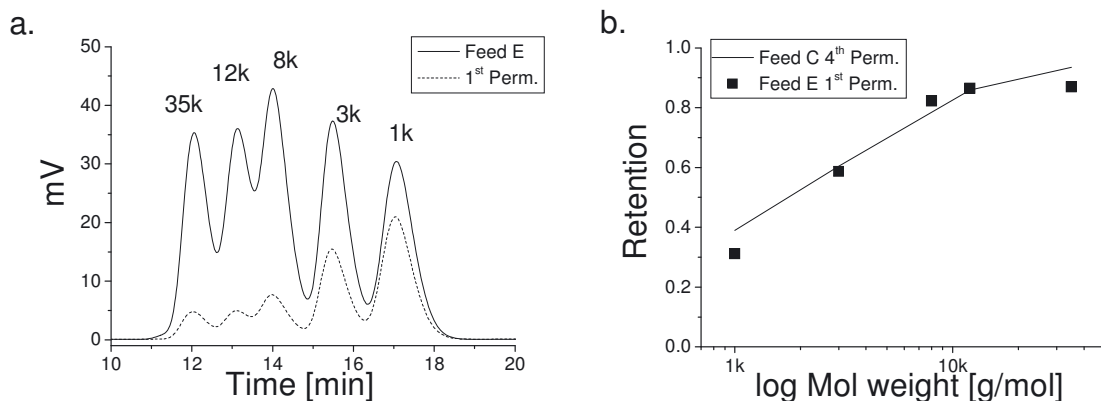 a.
50
40
30
20
10
0
mV
35k
12k
8k
3k
1k
Feed E
1st Perm.
10 12 14 16 18 20
Time [min]
b.
1.0
0.8
0.6
0.4
0.2
0.0
Retention
Feed C 4th Perm.
Feed E 1st Perm.
1k 10k
log Mol weight [g/mol]